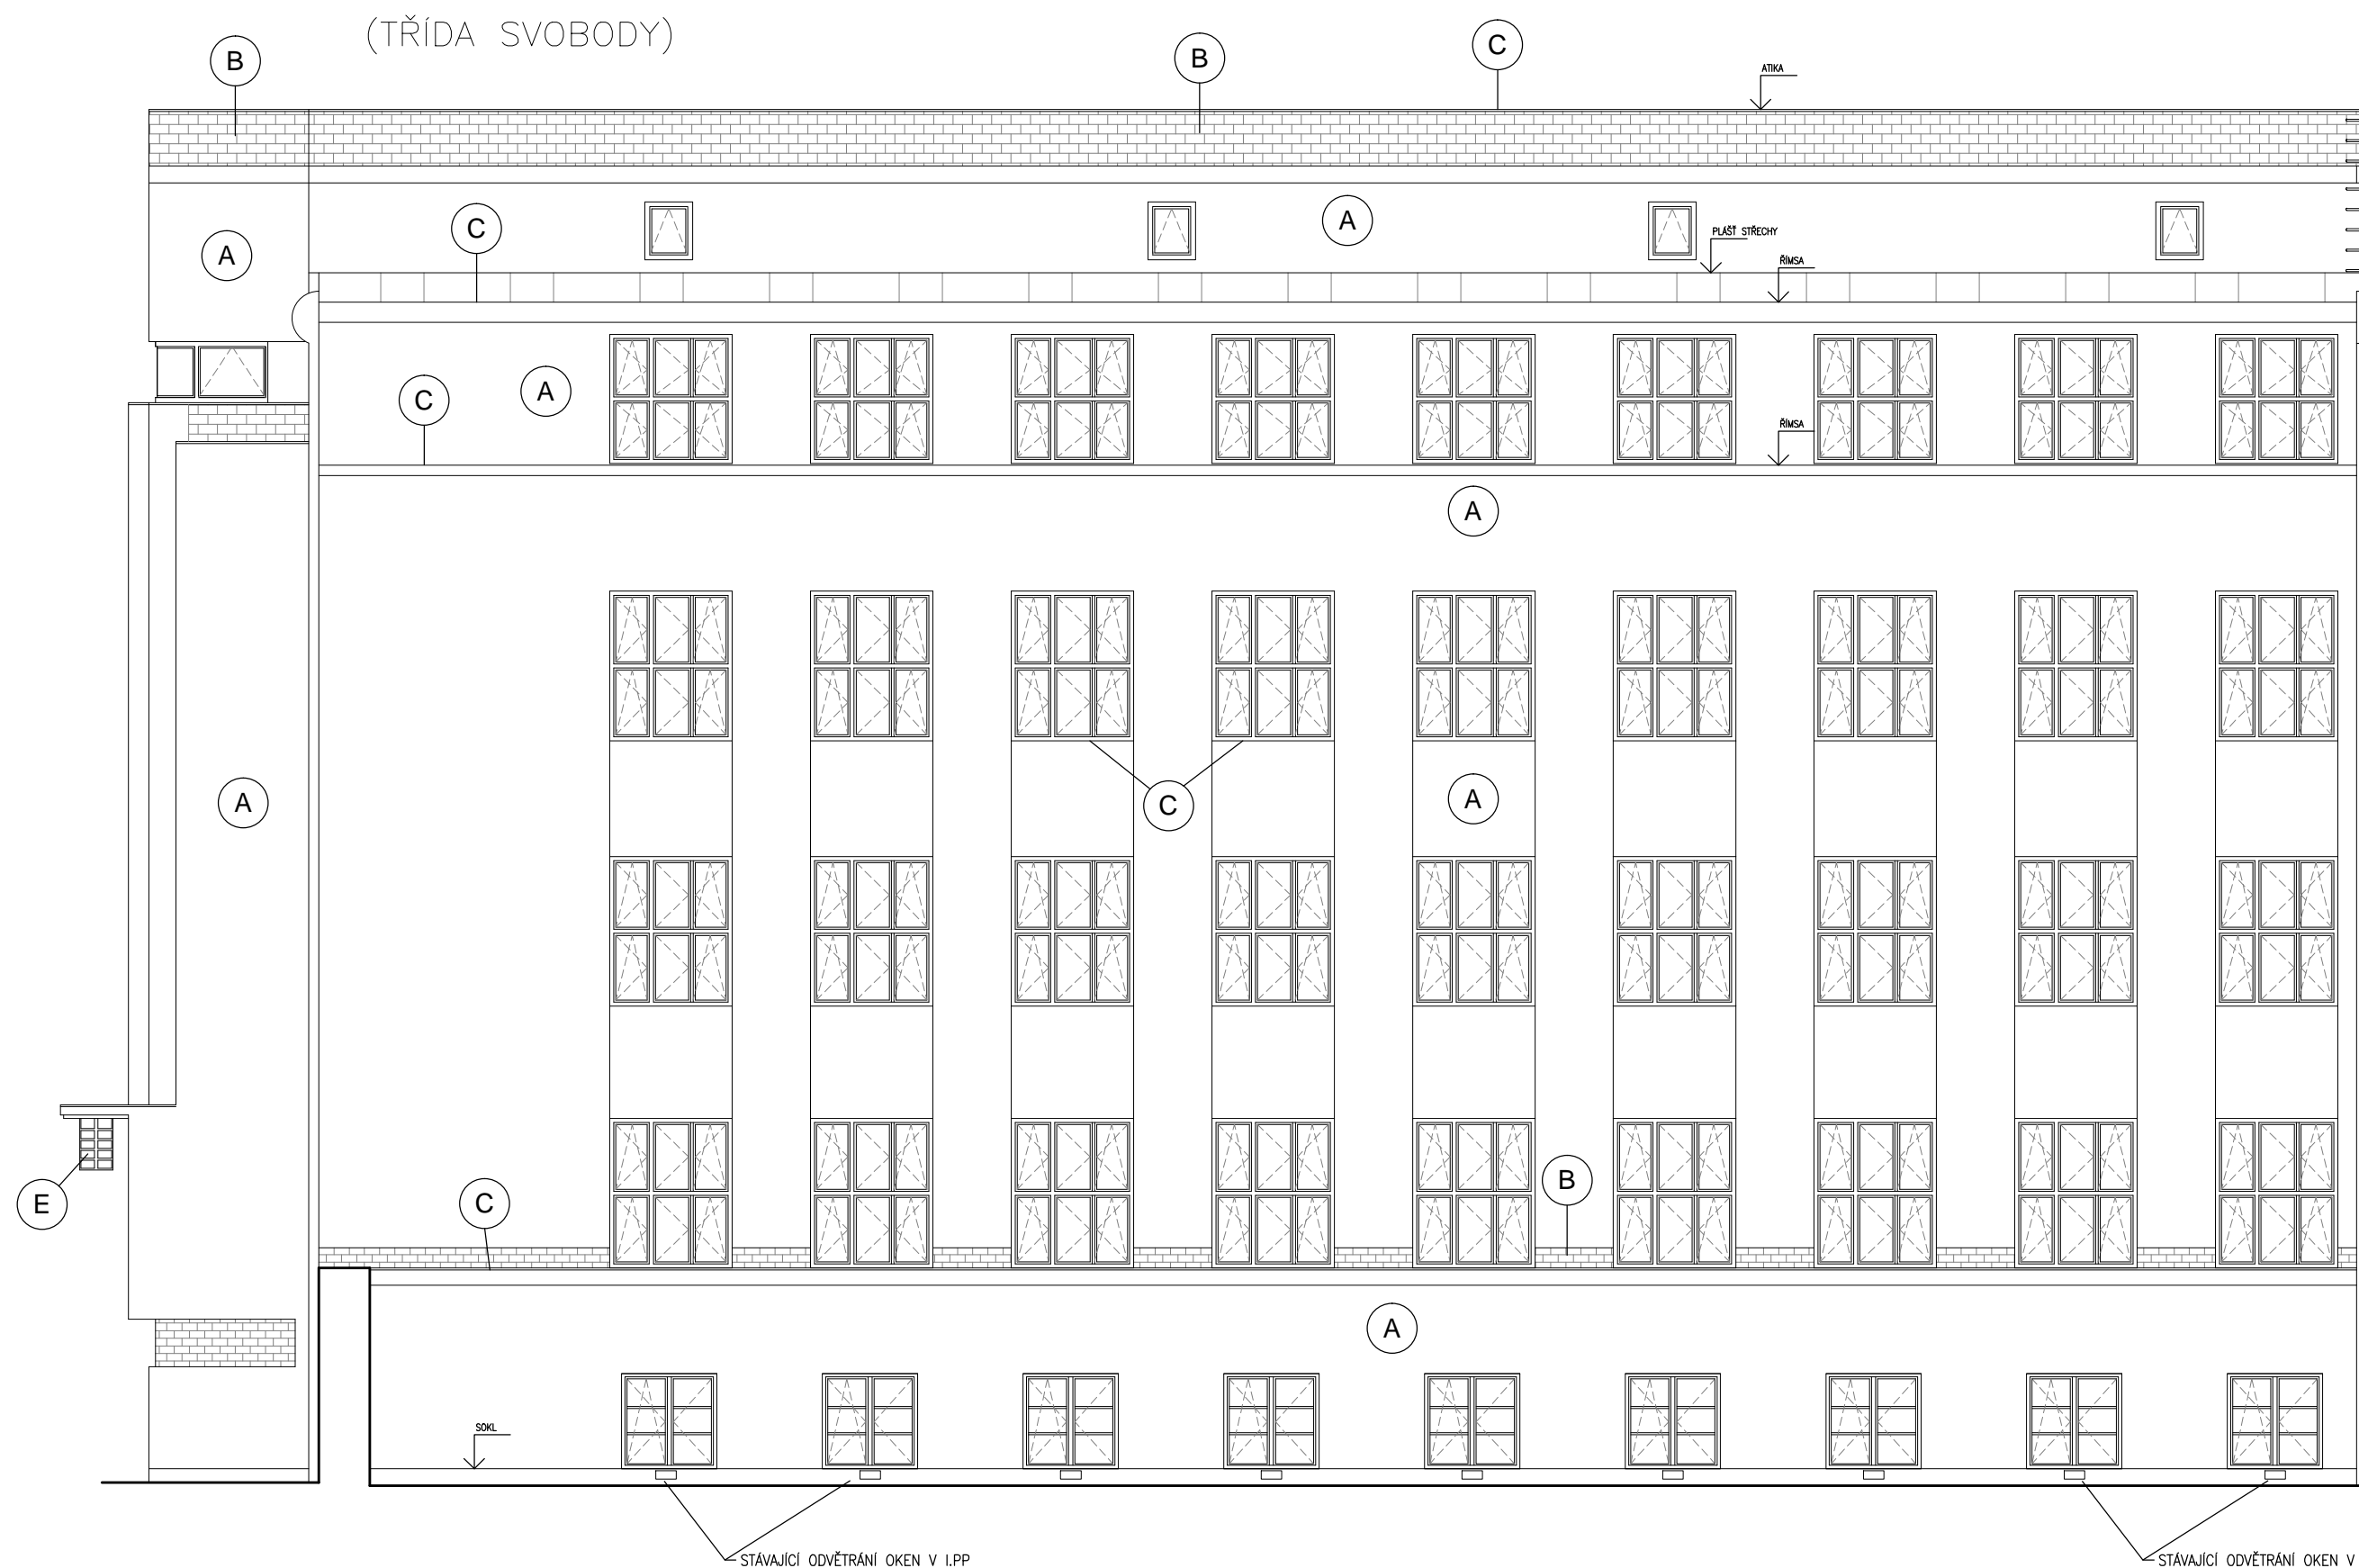 (TŘÍDA SVOBODY)
B
B
C
ATIKA
A
C
A
PLÁŠŤ STŘECHY
ŘÍMSA
C
A
ŘÍMSA
A
A
C
A
E
C
B
A
SOKL
STÁVAJÍCÍ ODVĚTRÁNÍ OKEN V I.PP
STÁVAJÍCÍ ODVĚTRÁNÍ OKEN V